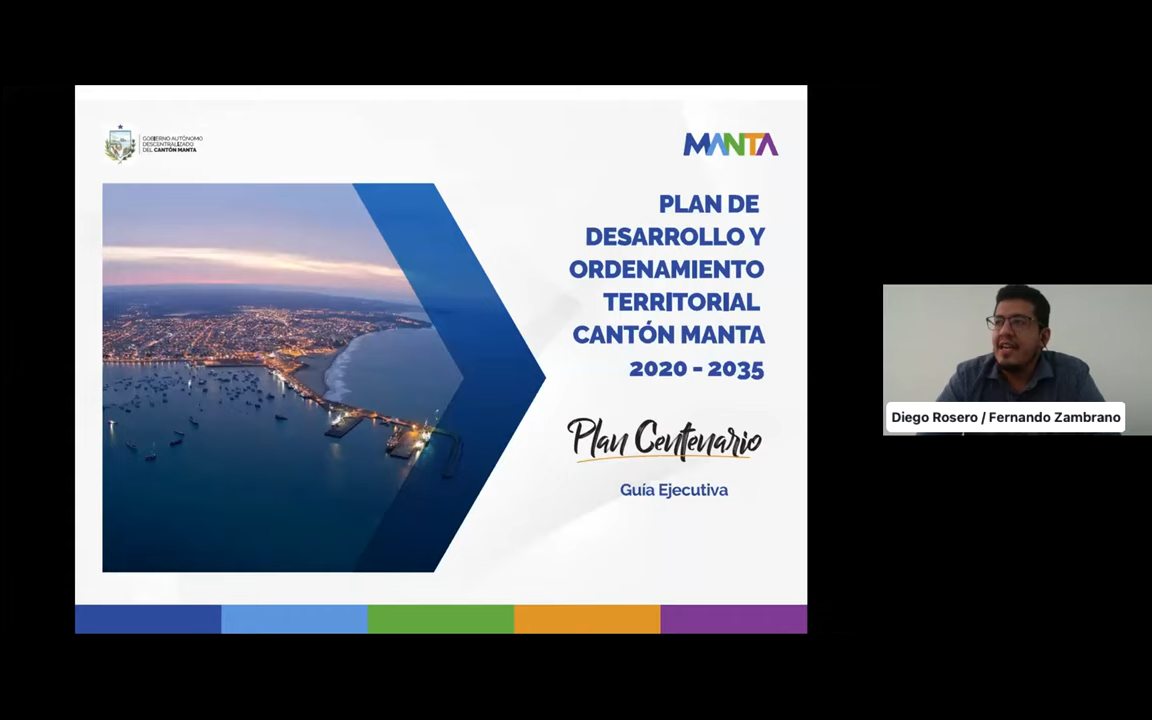 GOBIERNO AUTÓNOMO
DESCENTRALIZADO
DEL CANTÓN MANTA
MANTA
PLAN DE
DESARROLLO Y
ORDENAMIENTO
TERRITORIAL
CANTÓN MANTA
2020 - 2035
Plan Centenario
Guía Ejecutiva
Diego Rosero / Fernando Zambrano